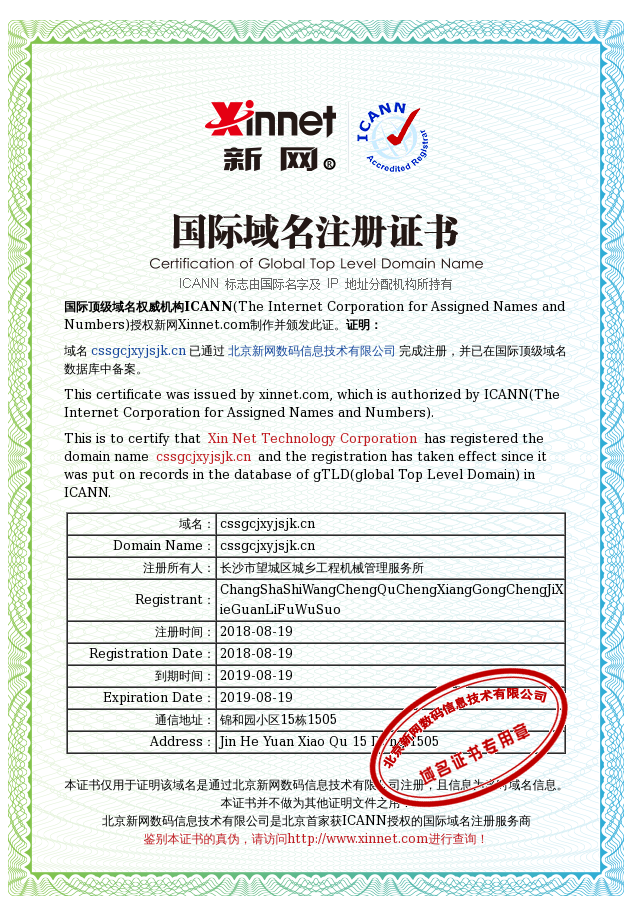 Xinnet
新网®
ICANN
Accredited Registrar
国际域名注册证书
Certification of Global Top Level Domain Name
ICANN 标志由国际名字及 IP 地址分配机构所持有
国际顶级域名权威机构ICANN(The Internet Corporation for Assigned Names and
Numbers)授权新网Xinnet.com制作并颁发此证。证明：
域名 cssgcjxyjsjk.cn 已通过 北京新网数码信息技术有限公司 完成注册，并已在国际顶级域名
数据库中备案。
This certificate was issued by xinnet.com, which is authorized by ICANN(The
Internet Corporation for Assigned Names and Numbers).
This is to certify that Xin Net Technology Corporation has registered the
domain name cssgcjxyjsjk.cn and the registration has taken effect since it
was put on records in the database of gTLD(global Top Level Domain) in
ICANN.
域名： cssgcjxyjsjk.cn
Domain Name： cssgcjxyjsjk.cn
注册所有人： 长沙市望城区城乡工程机械管理服务所
Registrant： ChangShaShiWangChengQuChengXiangGongChengJiX
ieGuanLiFuWuSuo
注册时间： 2018-08-19
Registration Date： 2018-08-19
到期时间： 2019-08-19
Expiration Date： 2019-08-19
通信地址： 锦和园小区15栋1505
Address： Jin He Yuan Xiao Qu 15 1505
北京新网数码信息技术有限公司
域名证书专用章
本证书仅用于证明该域名是通过北京新网数码信息技术有限公司注册，且信息为 域名信息。
本证书并不做为其他证明文件之用！
北京新网数码信息技术有限公司是北京首家获ICANN授权的国际域名注册服务商
鉴别本证书的真伪，请访问http://www.xinnet.com进行查询！